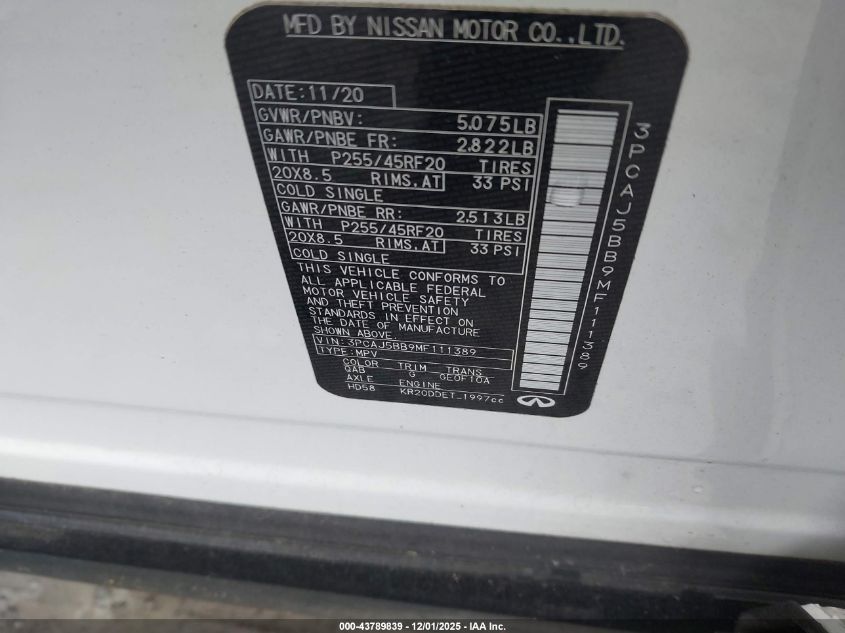 MFD BY NISSAN MOTOR CO.,LTD.
DATE:11/20
GVWR/PNBV: 5.075LB
GAWR/PNBE FR: 2.822LB
WITH P255/45RF20 TIRES
20X8.5 RIMS.AT 33 PSI
COLD SINGLE
GAWR/PNBE RR: 2.513LB
WITH P255/45RF20 TIRES
20X8.5 RIMS.AT 33 PSI
COLD SINGLE
THIS VEHICLE CONFORMS TO
ALL APPLICABLE FEDERAL
MOTOR VEHICLE SAFETY
AND THEFT PREVENTION
STANDARDS IN EFFECT ON
THE DATE OF MANUFACTURE
SHOWN ABOVE.
VIN:3PCAJ5BB9MF111389
TYPE:MPV
COLOR TRIM TRANS
QAB G GE0F10A
AXLE ENGINE
HD58 KR20DDET_1997cc
3PCAJ5BB9MF111389
000-43789839 / 12/01/2025 - IAA Inc.